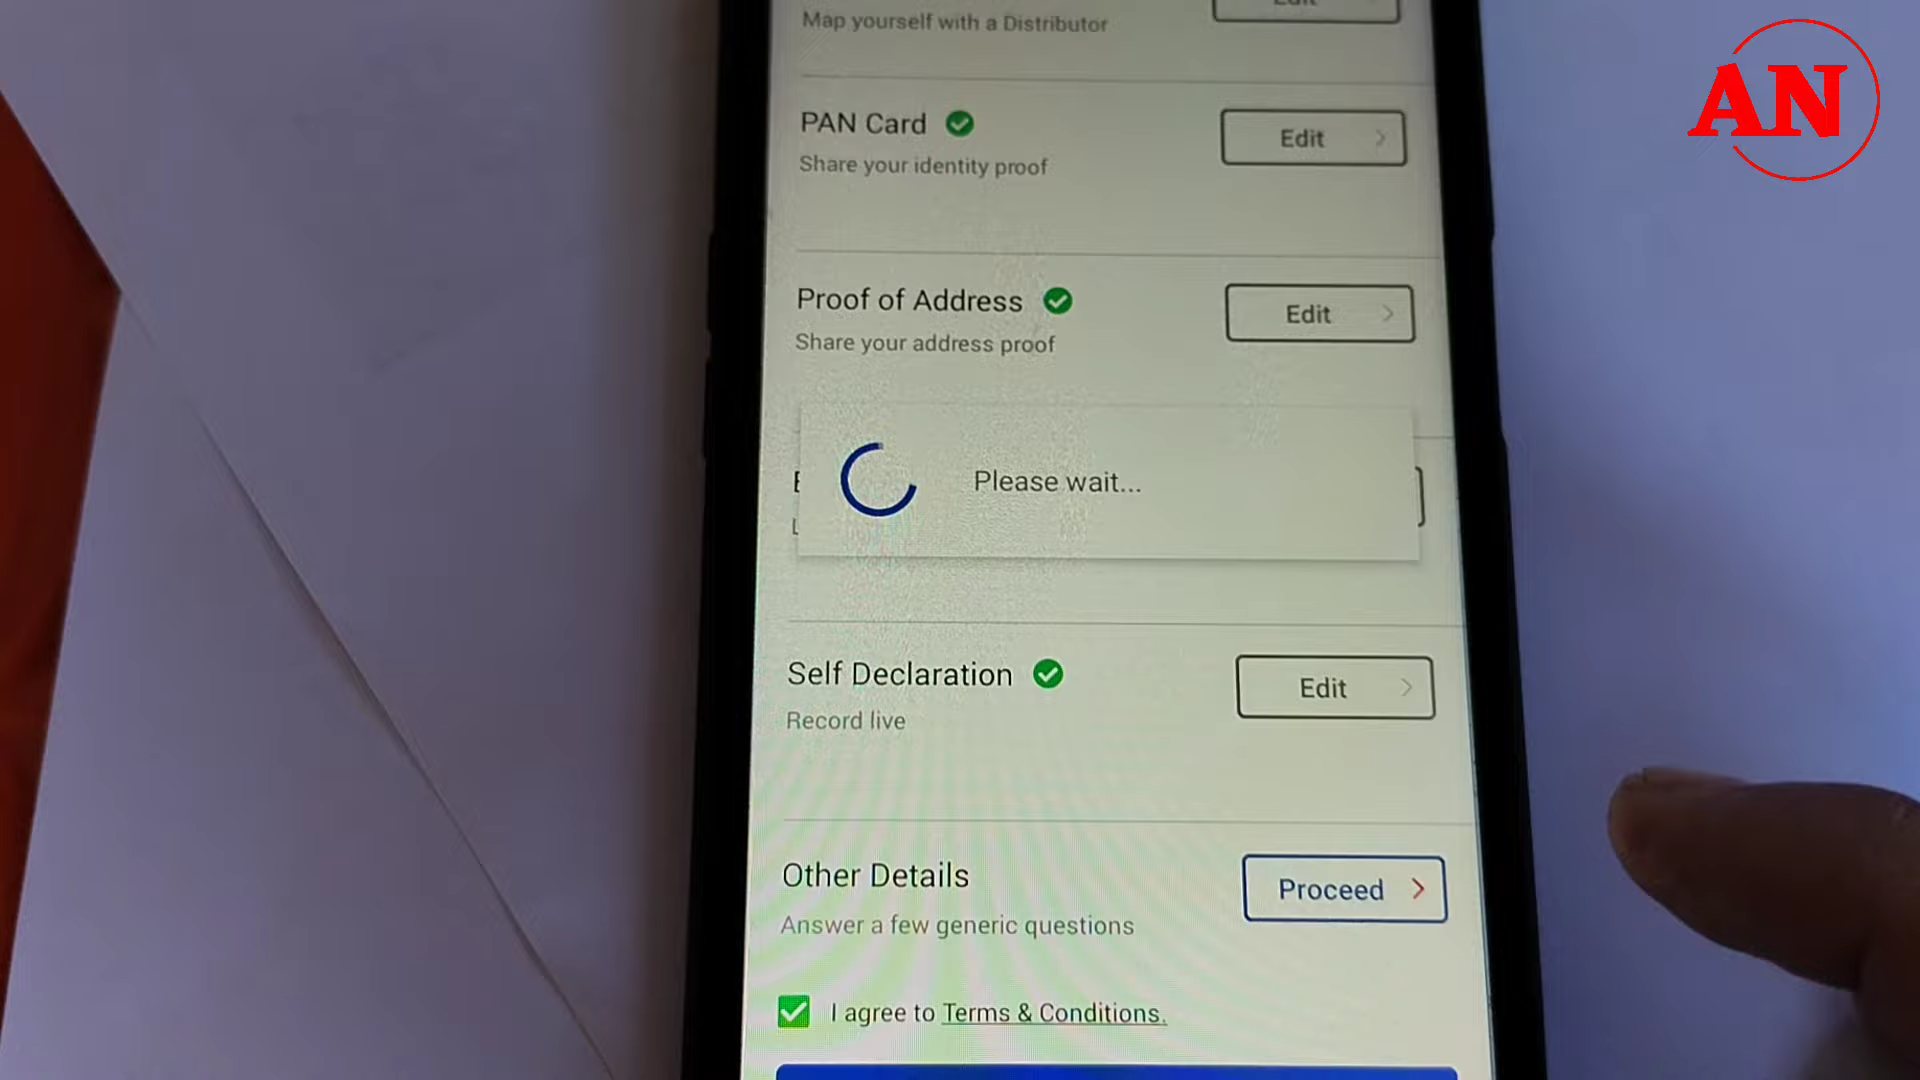 Map yourself with a Distributor
AN
PAN Card
Edit
Share your identity proof
Proof of Address
Edit
Share your address proof
Please wait...
Self Declaration
Edit
Record live
Other Details
Proceed
Answer a few generic questions
I agree to Terms & Conditions.